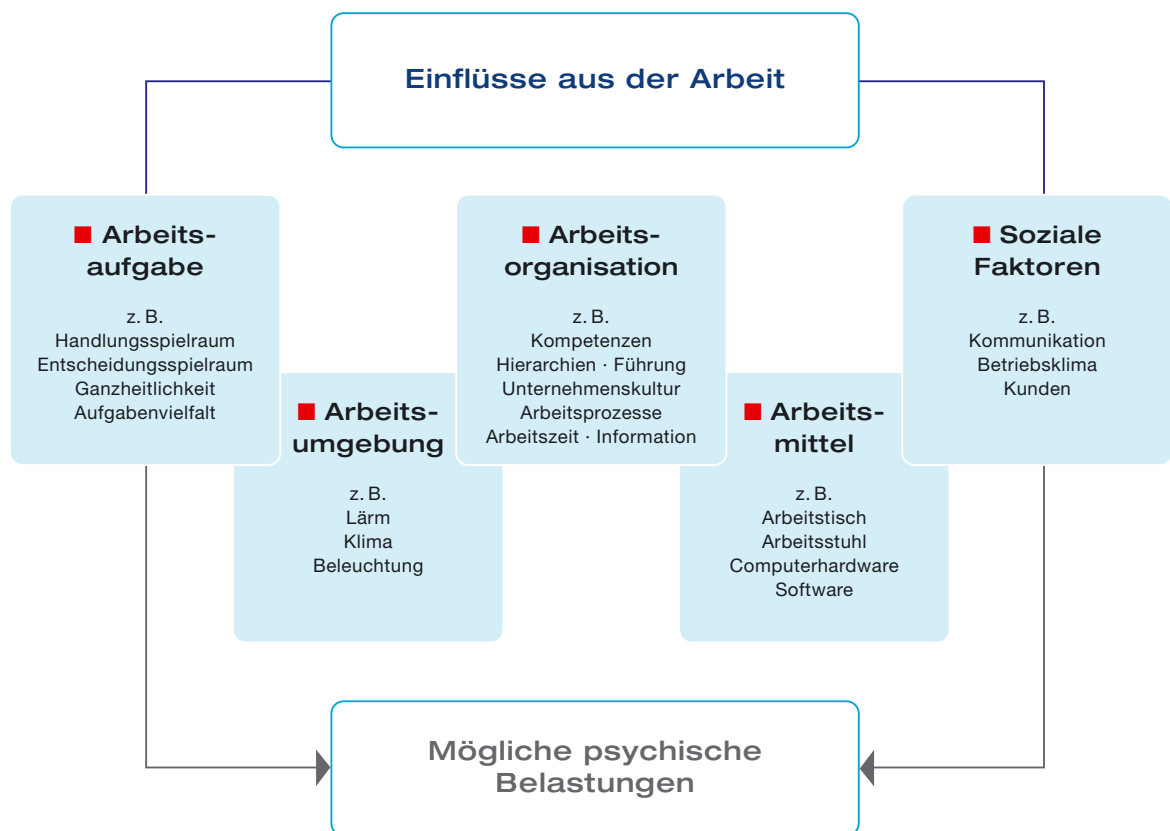 Einflüsse aus der Arbeit
Arbeits-
aufgabe
z. B.
Handlungsspielraum
Entscheidungsspielraum
Ganzheitlichkeit
Aufgabenvielfalt
Arbeits-
umgebung
z. B.
Lärm
Klima
Beleuchtung
Arbeits-
organisation
z. B.
Kompetenzen
Hierarchien · Führung
Unternehmenskultur
Arbeitsprozesse
Arbeitszeit · Information
Arbeits-
mittel
z. B.
Arbeitstisch
Arbeitsstuhl
Computerhardware
Software
Soziale
Faktoren
z. B.
Kommunikation
Betriebsklima
Kunden
Mögliche psychische
Belastungen